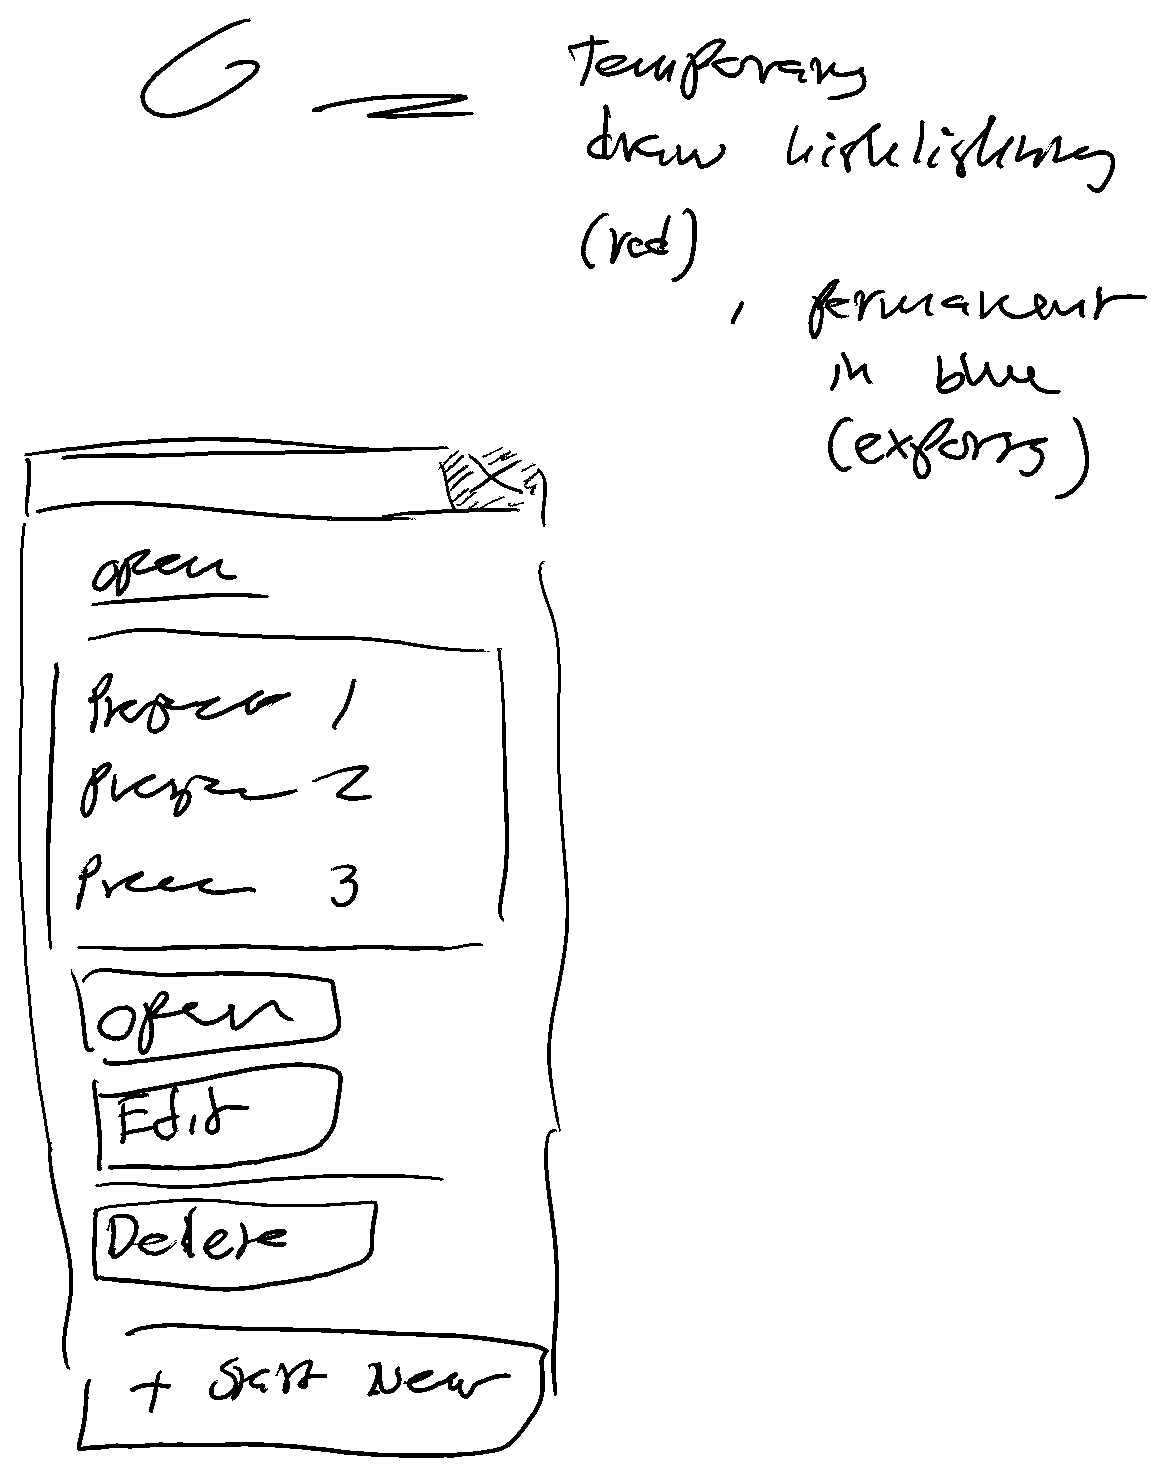 Temporary
draw highlighting
(red)
, permanent
in blue
(exports)
X
open
Project 1
Project 2
3
open
Edit
Delete
+ Start New